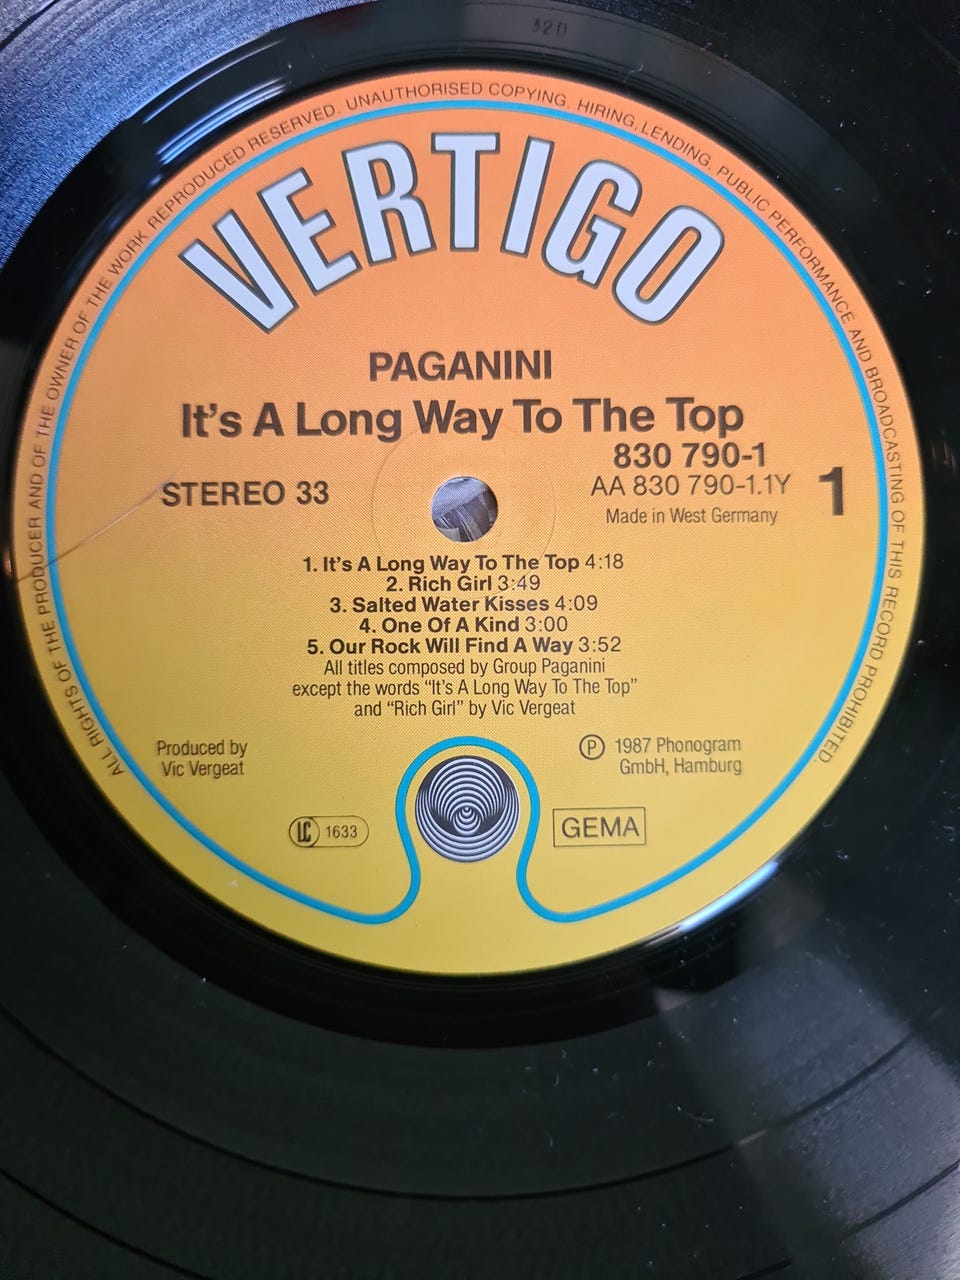 320
ALL RIGHTS OF THE PRODUCER AND OF THE OWNER OF THE WORK REPRODUCED RESERVED. UNAUTHORISED COPYING, HIRING, LENDING, PUBLIC PERFORMANCE AND BROADCASTING OF THIS RECORD PROHIBITED.
VERTIGO
PAGANINI
It's A Long Way To The Top
830 790-1
STEREO 33
AA 830 790-1.1Y
1
Made in West Germany
1. It's A Long Way To The Top 4:18
2. Rich Girl 3:49
3. Salted Water Kisses 4:09
4. One Of A Kind 3:00
5. Our Rock Will Find A Way 3:52
All titles composed by Group Paganini
except the words “It's A Long Way To The Top”
and “Rich Girl” by Vic Vergeat
Produced by
Vic Vergeat
℗ 1987 Phonogram
GmbH, Hamburg
LC 1633
GEMA